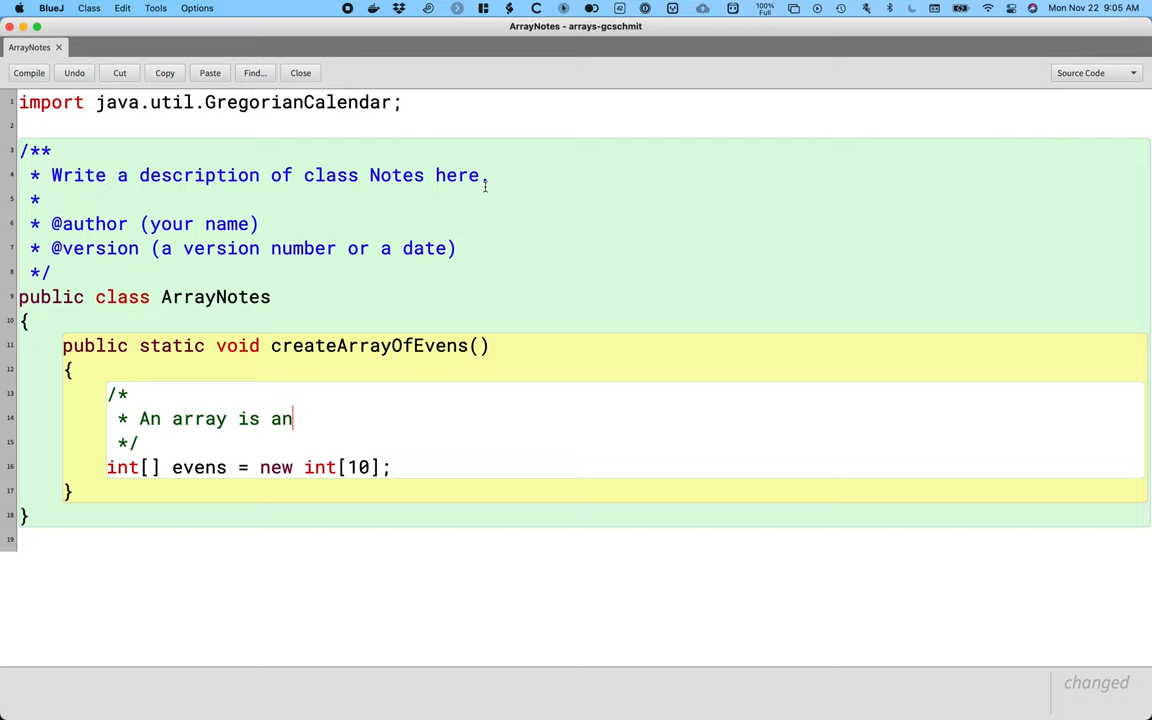 BlueJ Class Edit Tools Options 42 100% Full Mon Nov 22 9:05 AM
ArrayNotes - arrays-gcschmit
ArrayNotes
Compile Undo Cut Copy Paste Find... Close Source Code
1 import java.util.GregorianCalendar;
2
3 /**
4 * Write a description of class Notes here.
5 *
6 * @author (your name)
7 * @version (a version number or a date)
8 */
9 public class ArrayNotes
10 {
11 public static void createArrayOfEvens()
12 {
13 /*
14 * An array is an
15 */
16 int[] evens = new int[10];
17 }
18 }
19
changed